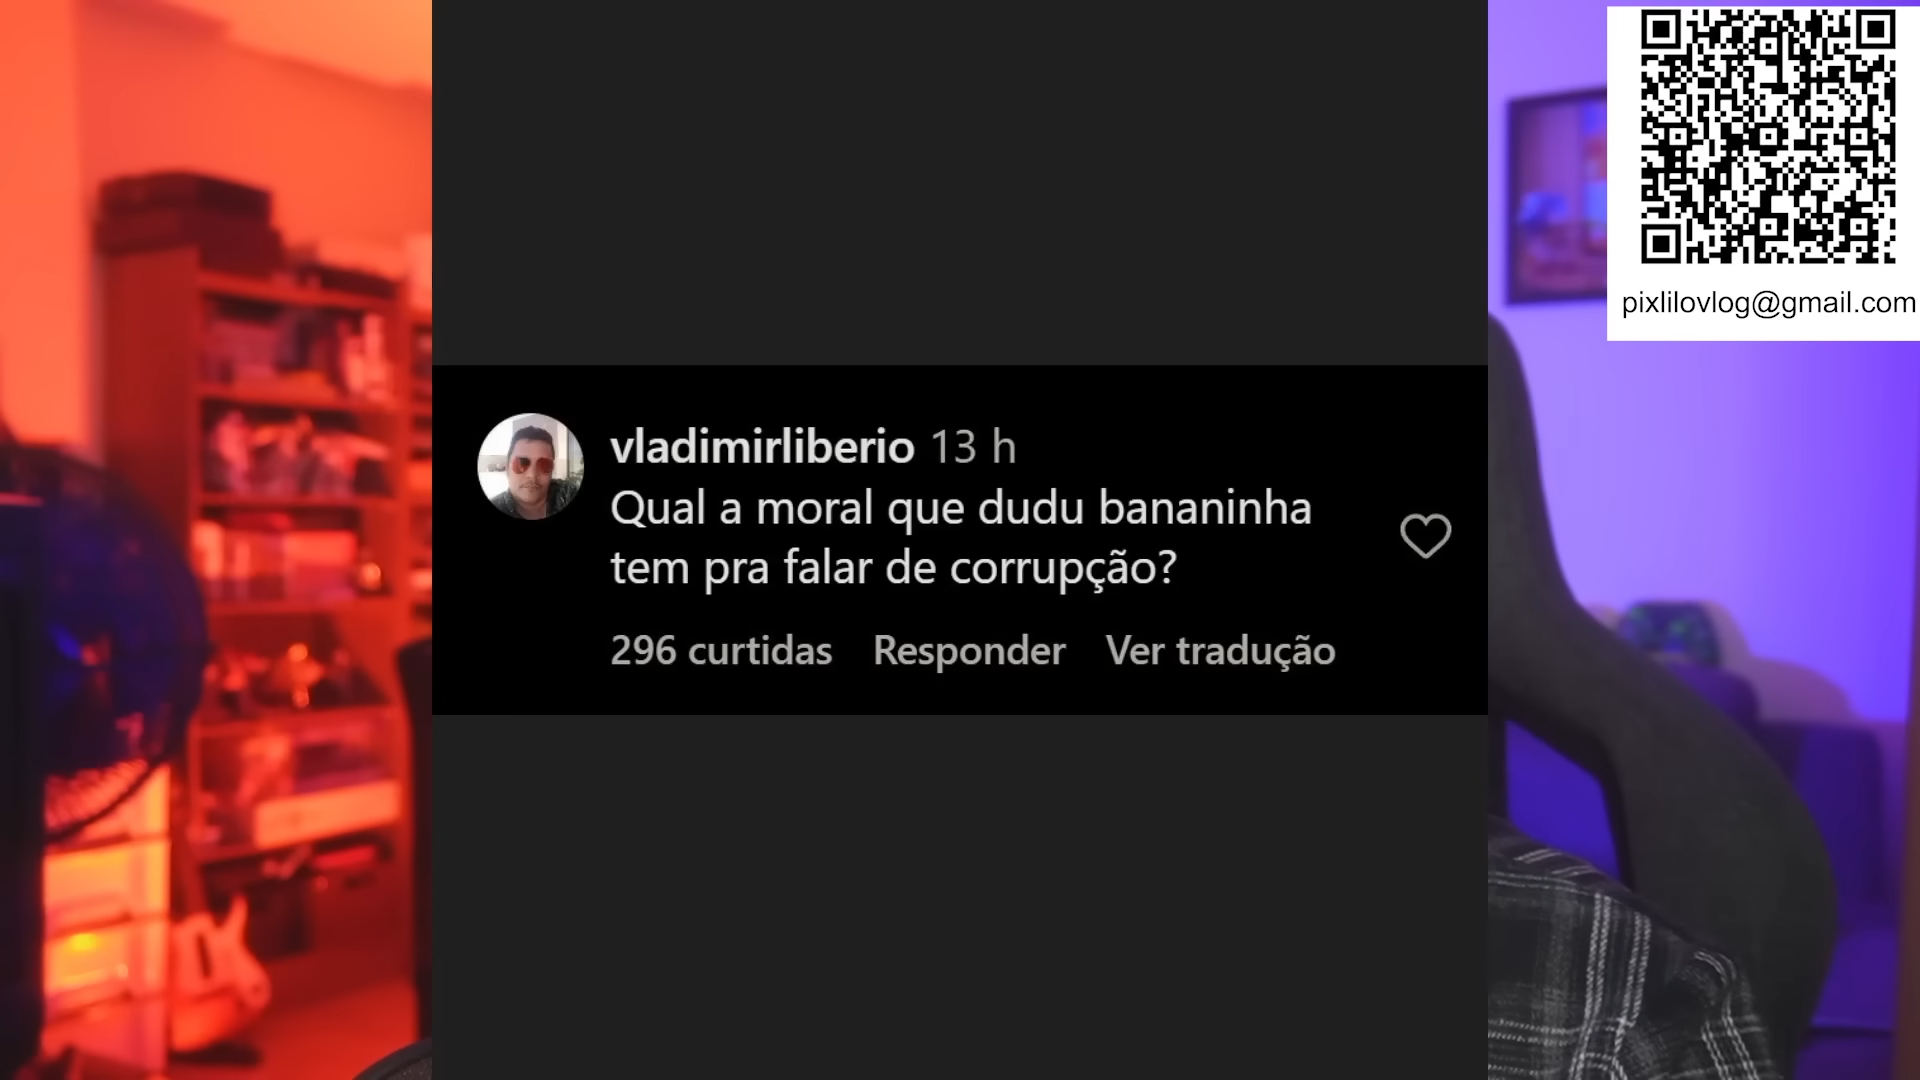 pixlilovlog@gmail.com
vladimirliberio 13 h
Qual a moral que dudu bananinha
tem pra falar de corrupção?
296 curtidas Responder Ver tradução